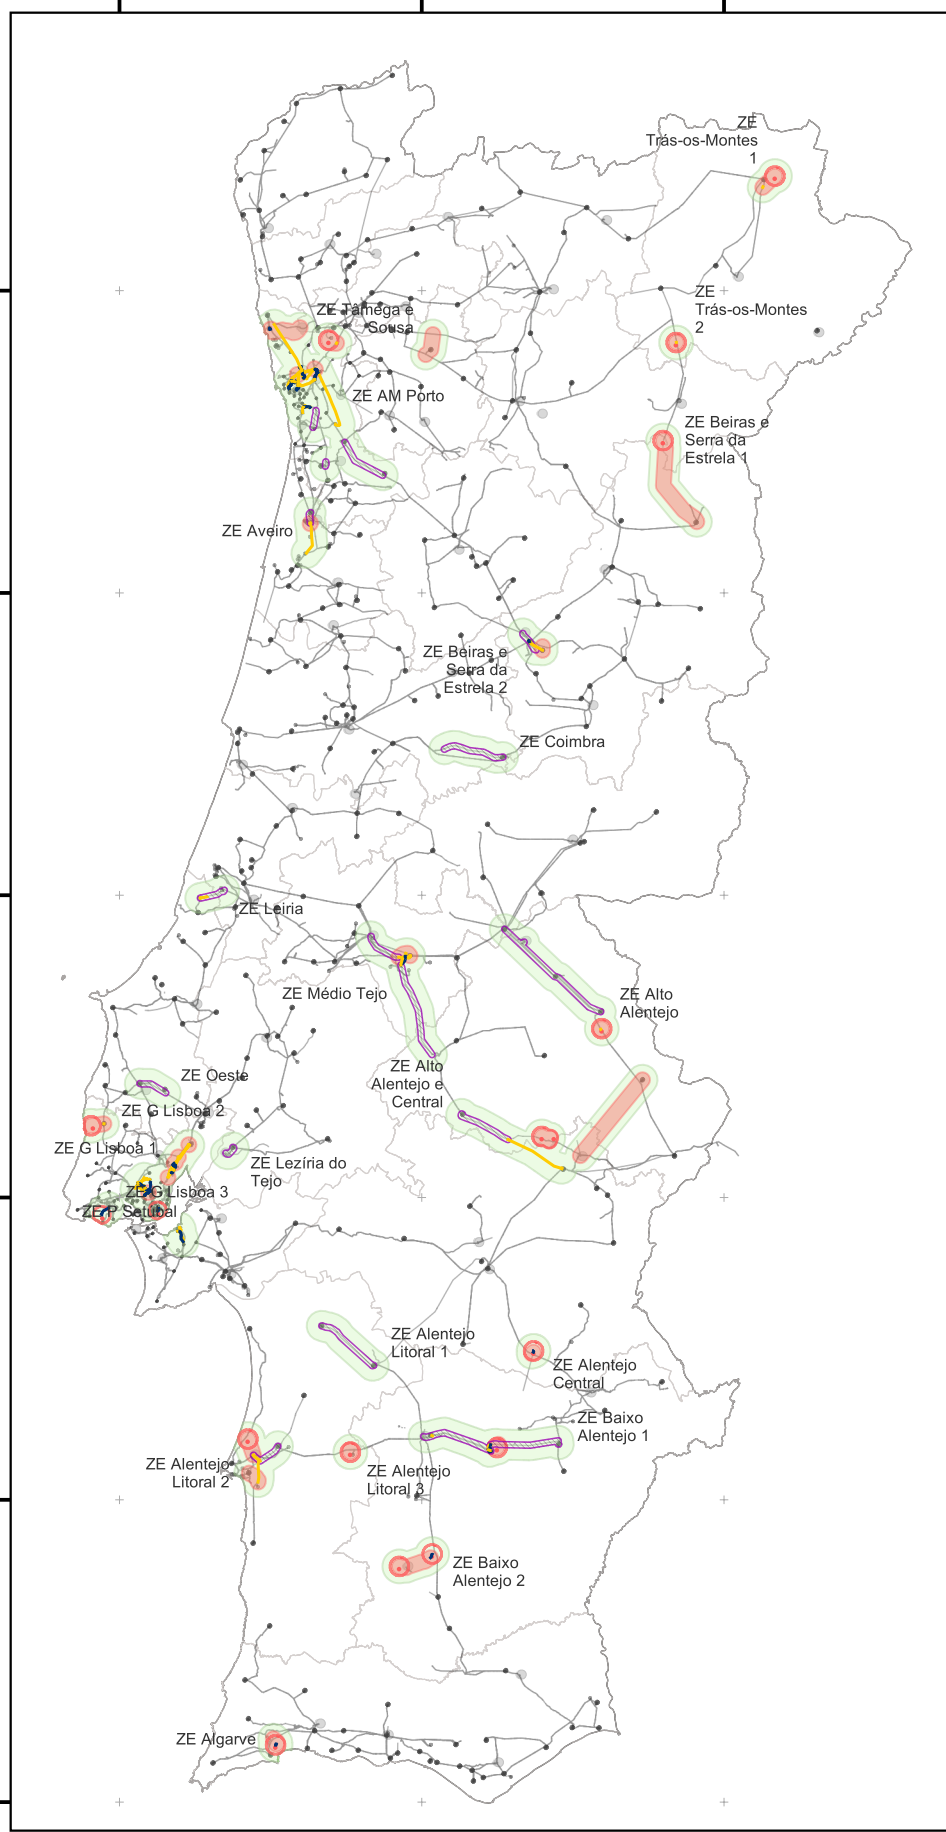 ZE
Trás-os-Montes
1
ZE
Trás-os-Montes
2
ZE Tâmega e
Sousa
ZE AM Porto
ZE Beiras e
Serra da
Estrela 1
ZE Aveiro
ZE Beiras e
Serra da
Estrela 2
ZE Coimbra
ZE Leiria
ZE Médio Tejo
ZE Alto
Alentejo
ZE Alto
Alentejo e
Central
ZE Oeste
ZE G Lisboa 2
ZE G Lisboa 1
ZE Lezíria do
Tejo
ZE G Lisboa 3
ZE P Setúbal
ZE Alentejo
Litoral 1
ZE Alentejo
Central
ZE Baixo
Alentejo 1
ZE Alentejo
Litoral 2
ZE Alentejo
Litoral 3
ZE Baixo
Alentejo 2
ZE Algarve